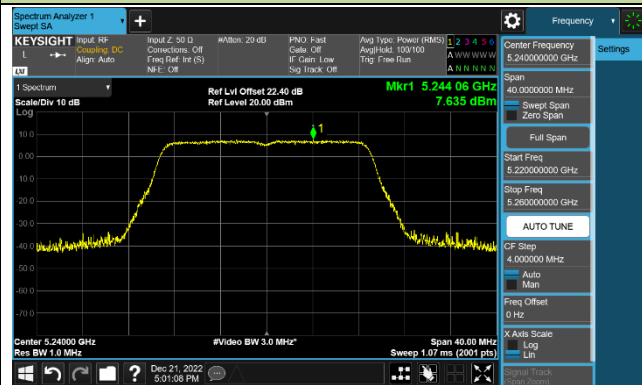 Spectrum Analyzer 1
Swept SA
Frequency
KEYSIGHT
Input: RF
Coupling: DC
Align: Auto
Input Z: 50 Ω
Corrections: Off
Freq Ref: Int (S)
NFE: Off
#Atten: 20 dB
PNO: Fast
Gate: Off
IF Gain: Low
Sig Track: Off
Avg Type: Power (RMS)
Avg|Hold: 100/100
Trig: Free Run
1 2 3 4 5 6
A W W W W W
A N N N N N
L
LXI
1 Spectrum
Scale/Div 10 dB
Log
Ref Lvl Offset 22.40 dB
Ref Level 20.00 dBm
Mkr1 5.244 06 GHz
7.635 dBm
1
10.0
0.00
-10.0
-20.0
-30.0
-40.0
-50.0
-60.0
-70.0
Center 5.24000 GHz
Res BW 1.0 MHz
#Video BW 3.0 MHz*
Span 40.00 MHz
Sweep 1.07 ms (2001 pts)
Dec 21, 2022
5:01:08 PM
Center Frequency
5.240000000 GHz
Settings
Span
40.0000000 MHz
Swept Span
Zero Span
Full Span
Start Freq
5.220000000 GHz
Stop Freq
5.260000000 GHz
AUTO TUNE
CF Step
4.000000 MHz
Auto
Man
Freq Offset
0 Hz
X Axis Scale
Log
Lin
Signal Track
(Span Zoom)